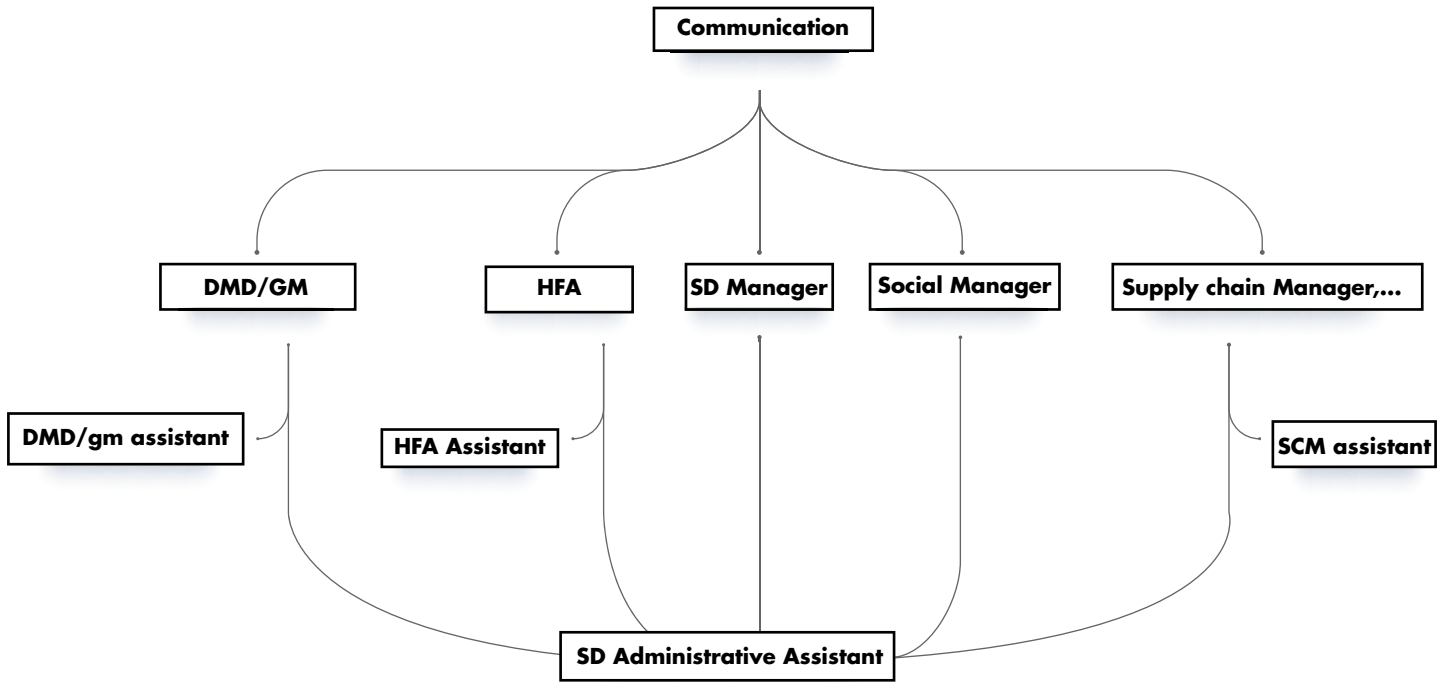 Communication
DMD/GM
HFA
SD Manager
Social Manager
Supply chain Manager,...
DMD/gm assistant
HFA Assistant
SCM assistant
SD Administrative Assistant